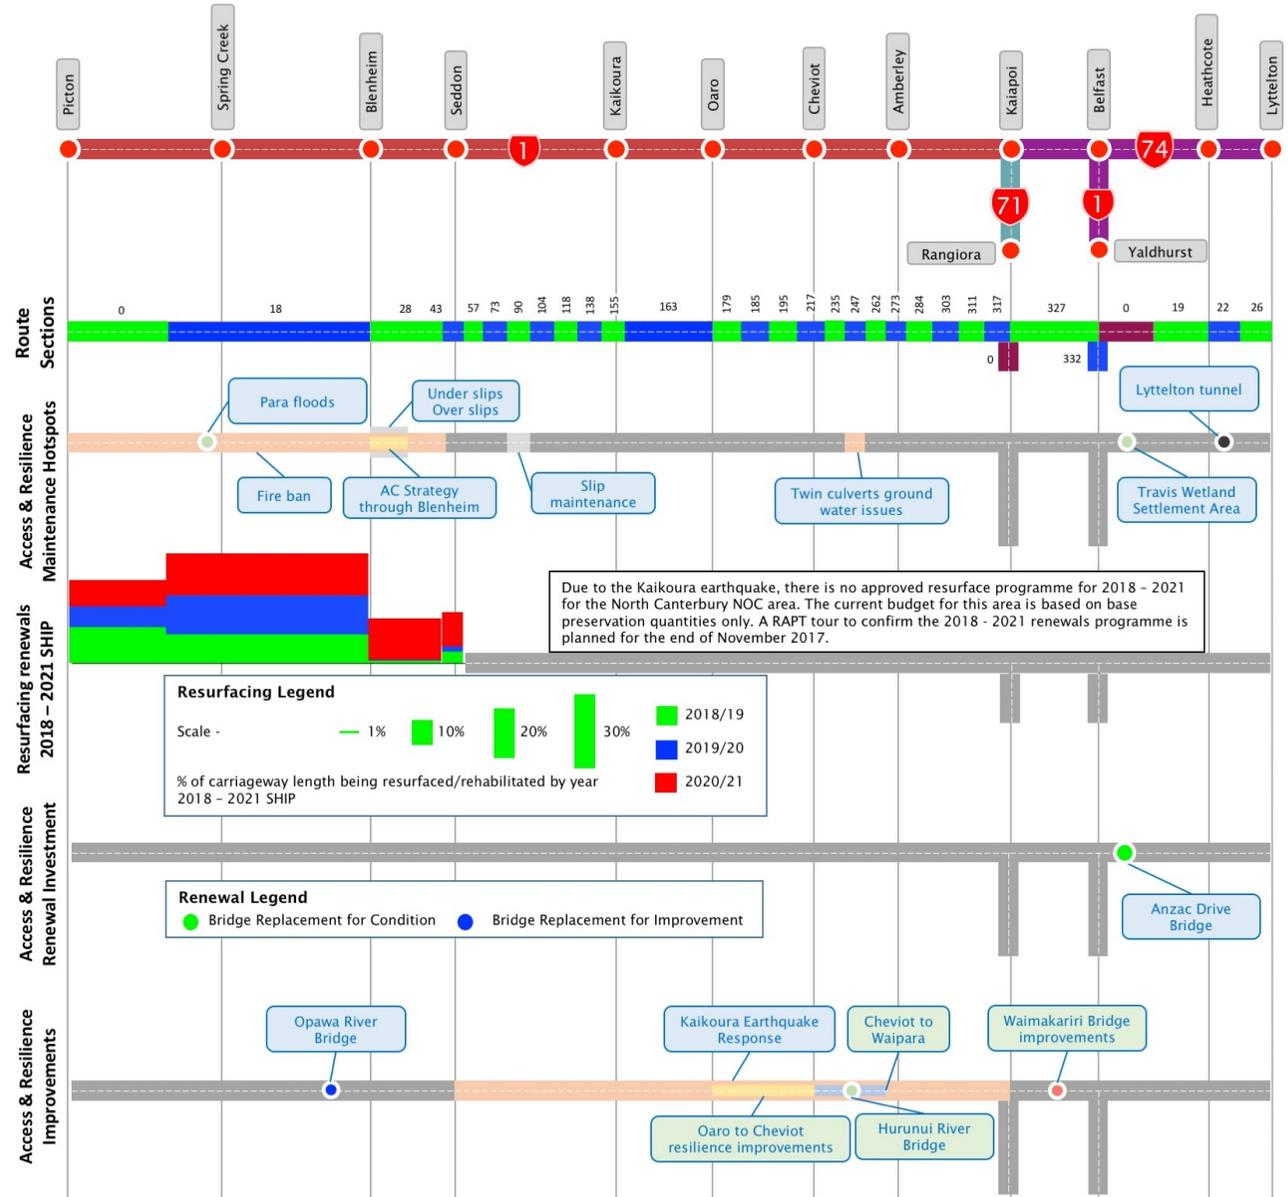 Picton
Spring Creek
Blenheim
Seddon
Kaikoura
Oaro
Cheviot
Amberley
Kaiapoi
Belfast
Heathcote
Lyttelton
1
74
71
1
Rangiora
Yaldhurst
Route
Sections
0
18
28
43
57
73
90
104
118
138
155
163
179
185
195
217
235
247
262
273
284
303
311
317
327
0
19
22
26
0
332
Access & Resilience
Maintenance Hotspots
Para floods
Under slips
Over slips
Lyttelton tunnel
Fire ban
AC Strategy
through Blenheim
Slip
maintenance
Twin culverts ground
water issues
Travis Wetland
Settlement Area
Resurfacing renewals
2018 – 2021 SHIP
Due to the Kaikoura earthquake, there is no approved resurface programme for 2018 – 2021
for the North Canterbury NOC area. The current budget for this area is based on base
preservation quantities only. A RAPT tour to confirm the 2018 - 2021 renewals programme is
planned for the end of November 2017.
Resurfacing Legend
Scale -
1%
10%
20%
30%
2018/19
2019/20
2020/21
% of carriageway length being resurfaced/rehabilitated by year
2018 – 2021 SHIP
Access & Resilience
Renewal Investment
Anzac Drive
Bridge
Renewal Legend
Bridge Replacement for Condition
Bridge Replacement for Improvement
Access & Resilience
Improvements
Opawa River
Bridge
Kaikoura Earthquake
Response
Cheviot to
Waipara
Waimakariri Bridge
improvements
Oaro to Cheviot
resilience improvements
Hurunui River
Bridge